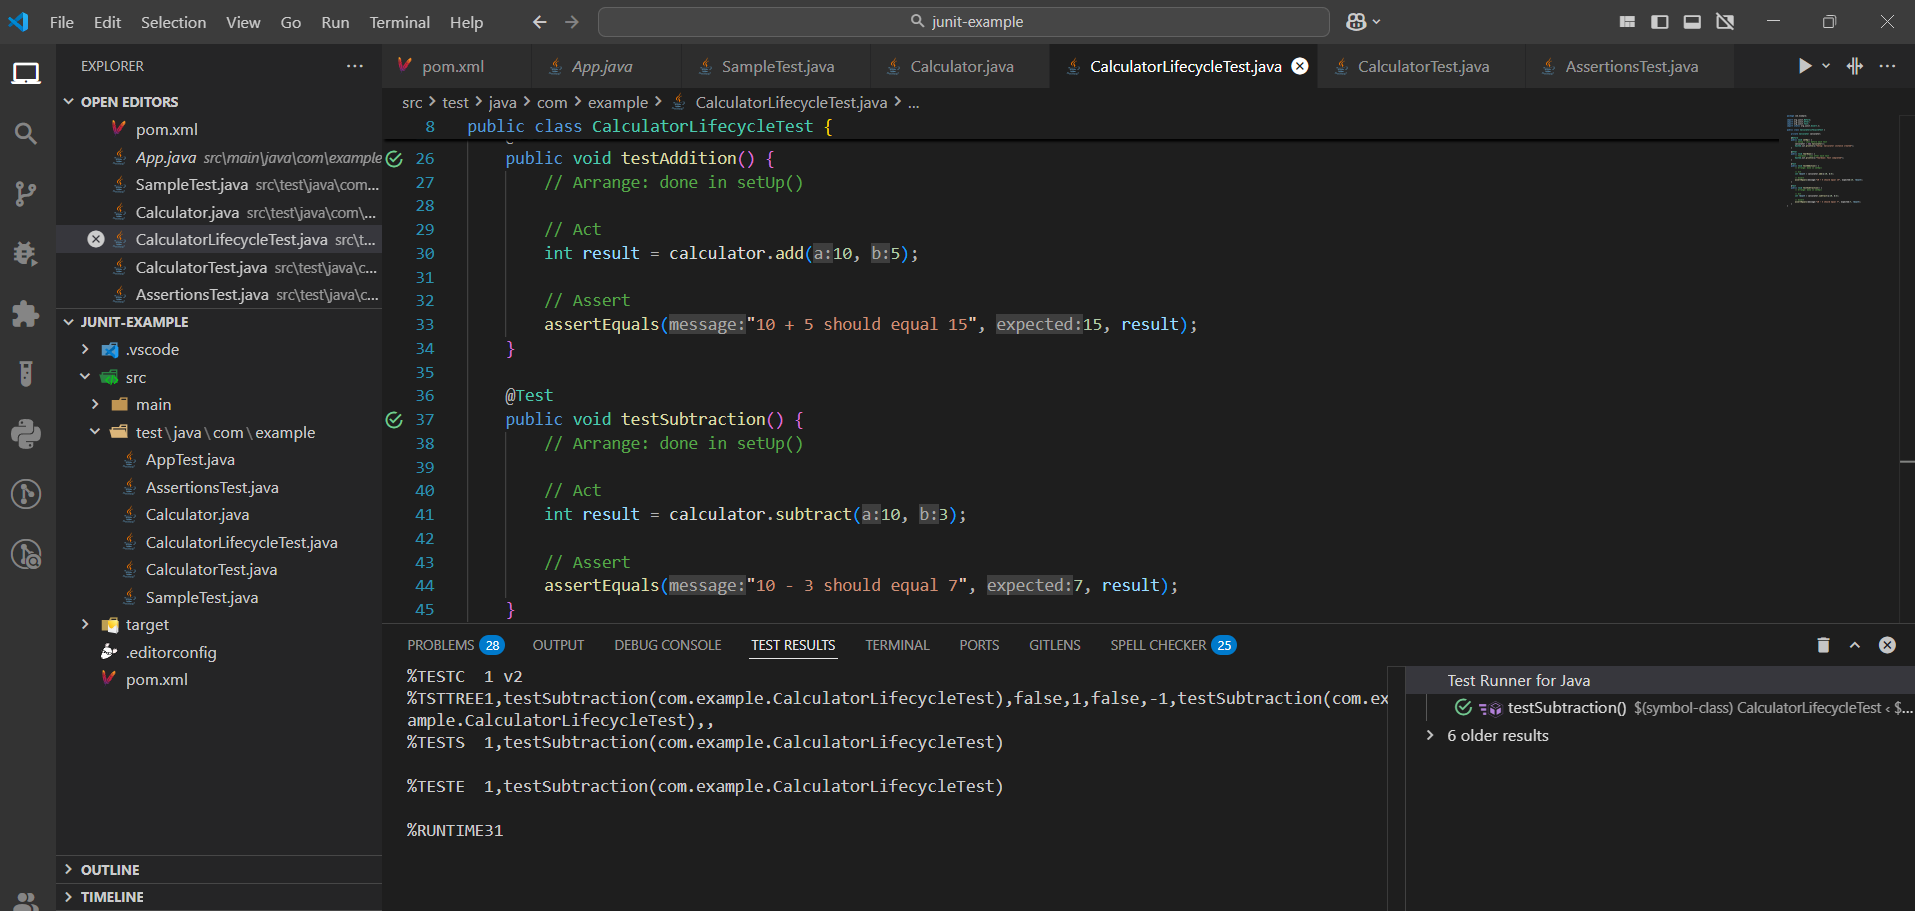 File Edit Selection View Go Run Terminal Help
junit-example
EXPLORER
OPEN EDITORS
pom.xml
App.java src\main\java\com\example
SampleTest.java src\test\java\com...
Calculator.java src\test\java\com\...
CalculatorLifecycleTest.java src\t...
CalculatorTest.java src\test\java\c...
AssertionsTest.java src\test\java\c...
JUNIT-EXAMPLE
.vscode
src
main
test\java\com\example
AppTest.java
AssertionsTest.java
Calculator.java
CalculatorLifecycleTest.java
CalculatorTest.java
SampleTest.java
target
.editorconfig
pom.xml
OUTLINE
TIMELINE
pom.xml App.java SampleTest.java Calculator.java CalculatorLifecycleTest.java CalculatorTest.java AssertionsTest.java
src > test > java > com > example > CalculatorLifecycleTest.java > ...
8 public class CalculatorLifecycleTest {
26 public void testAddition() {
27 // Arrange: done in setUp()
28
29 // Act
30 int result = calculator.add(a:10, b:5);
31
32 // Assert
33 assertEquals(message:"10 + 5 should equal 15", expected:15, result);
34 }
35
36 @Test
37 public void testSubtraction() {
38 // Arrange: done in setUp()
39
40 // Act
41 int result = calculator.subtract(a:10, b:3);
42
43 // Assert
44 assertEquals(message:"10 - 3 should equal 7", expected:7, result);
45 }
PROBLEMS 28 OUTPUT DEBUG CONSOLE TEST RESULTS TERMINAL PORTS GITLENS SPELL CHECKER 25
%TESTC 1 v2
%TSTTREE1,testSubtraction(com.example.CalculatorLifecycleTest),false,1,false,-1,testSubtraction(com.ex
ample.CalculatorLifecycleTest),,
%TESTS 1,testSubtraction(com.example.CalculatorLifecycleTest)
%TESTE 1,testSubtraction(com.example.CalculatorLifecycleTest)
%RUNTIME31
Test Runner for Java
testSubtraction() $(symbol-class) CalculatorLifecycleTest < $...
6 older results